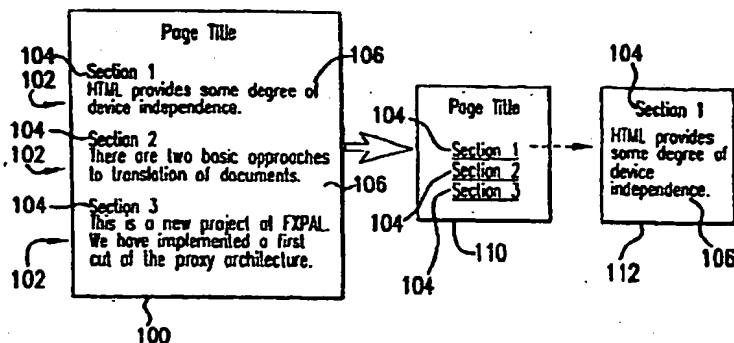 Page Title
104
Section 1
106
102
HTML provides some degree of
device independence.
104
Section 2
102
There are two basic approaches
to translation of documents.
106
104
Section 3
This is a new project at FXPAL.
We have implemented a first
cut of the proxy architecture.
102
100
Page Title
104
Section 1
Section 2
104
Section 3
104
110
104
Section 1
HTML provides
some degree of
device
independence.
112
106